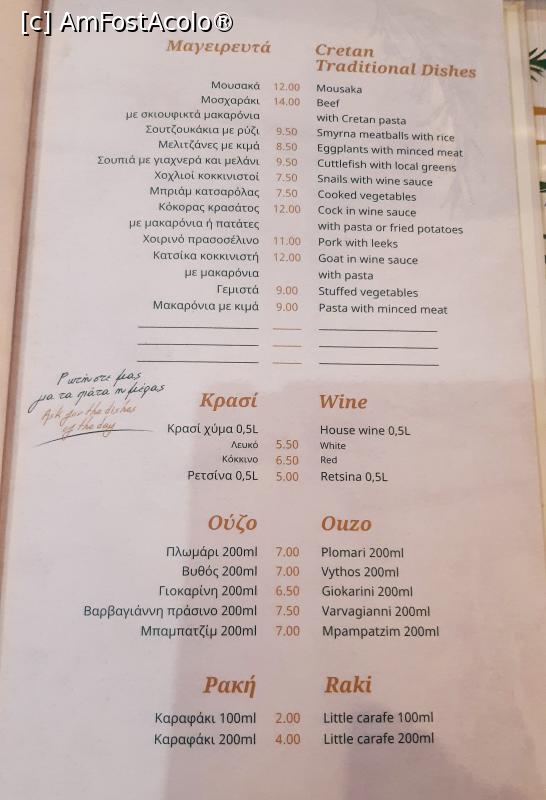 [c] AmFostAcolo®
Μαγειρευτά
Cretan
Traditional Dishes
Μουσακά 12.00 Mousaka
Μοσχαράκι 14.00 Beef
με σκιουφικτά μακαρόνια with Cretan pasta
Σουτζουκάκια με ρύζι 9.50 Smyrna meatballs with rice
Μελιτζάνες με κιμά 8.50 Eggplants with minced meat
Σουπιά με γιαχνερά και μελάνι 9.50 Cuttlefish with local greens
Χοχλιοί κοκκινιστοί 7.50 Snails with wine sauce
Μπριάμ κατσαρόλας 7.50 Cooked vegetables
Κόκορας κρασάτος 12.00 Cock in wine sauce
με μακαρόνια ή πατάτες with pasta or fried potatoes
Χοιρινό πρασοσέλινο 11.00 Pork with leeks
Κατσίκα κοκκινιστή 12.00 Goat in wine sauce
με μακαρόνια with pasta
Γεμιστά 9.00 Stuffed vegetables
Μακαρόνια με κιμά 9.00 Pasta with minced meat
Ρωτήστε μας
για τα πιάτα ημέρας
Ask for the dishes
of the day
Κρασί Wine
Κρασί χύμα 0,5L House wine 0,5L
Λευκό 5.50 White
Κόκκινο 6.50 Red
Ρετσίνα 0,5L 5.00 Retsina 0,5L
Ούζο Ouzo
Πλωμάρι 200ml 7.00 Plomari 200ml
Βυθός 200ml 7.00 Vythos 200ml
Γιοκαρίνη 200ml 6.50 Giokarini 200ml
Βαρβαγιάννη πράσινο 200ml 7.50 Varvagianni 200ml
Μπαμπατζίμ 200ml 7.00 Mpampatzim 200ml
Ρακή Raki
Καραφάκι 100ml 2.00 Little carafe 100ml
Καραφάκι 200ml 4.00 Little carafe 200ml